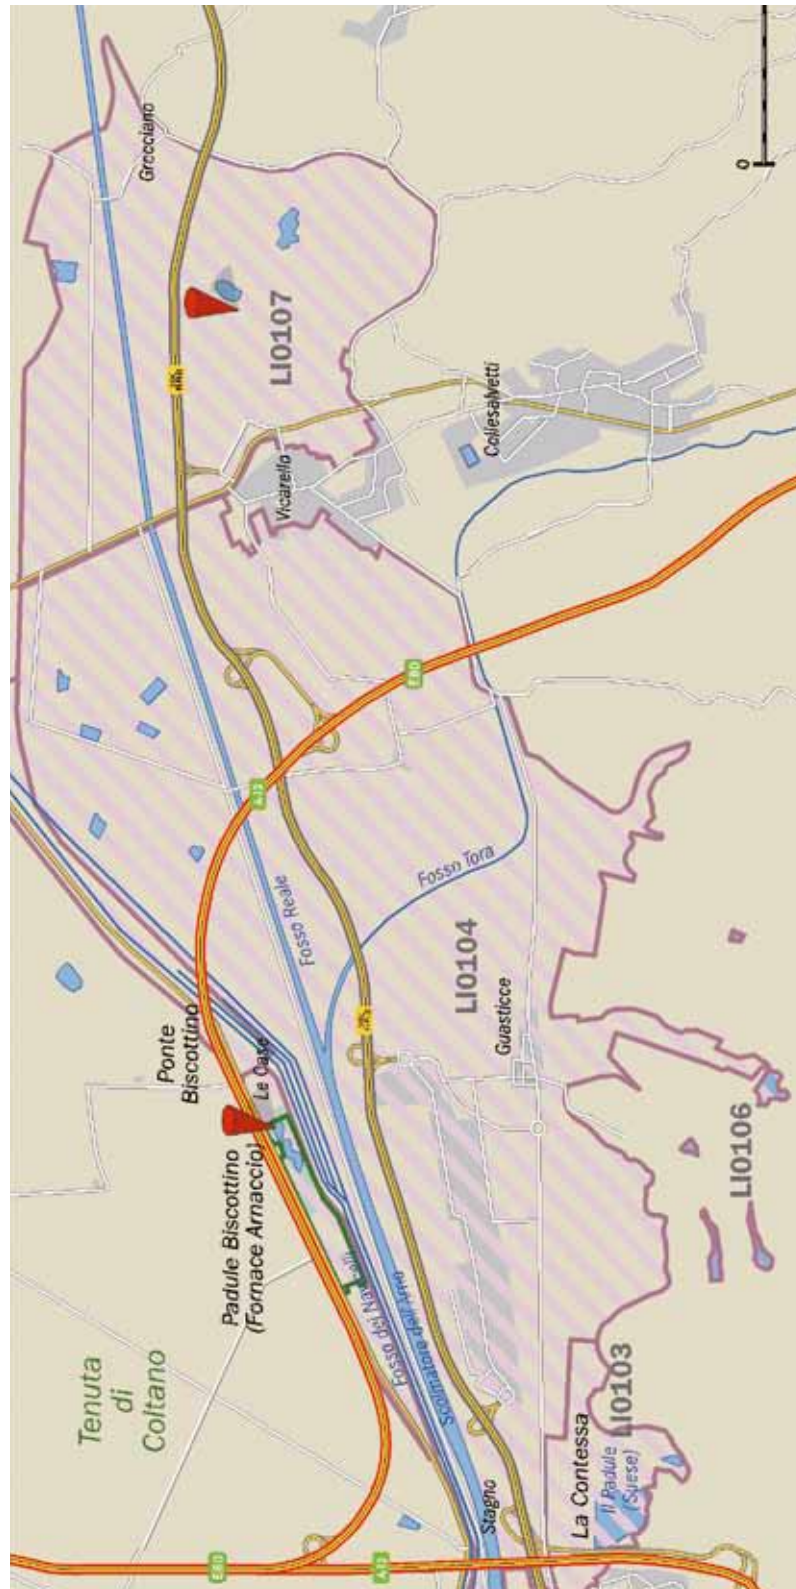 Grecciano
LI0107
Vicarello
Collesalvetti
E80
A12
Fosso Reale
Fosso Tora
LI0104
Guasticce
Ponte
Biscottino
Le Case
Padule Biscottino
(Fornace Arnaccio)
Tenuta
di
Coltano
Fosso dei Navicelli
Scolmatore dell'Arno
LI0106
LI0103
La Contessa
Il Padule
(Suese)
Stagno
E80
A12
0